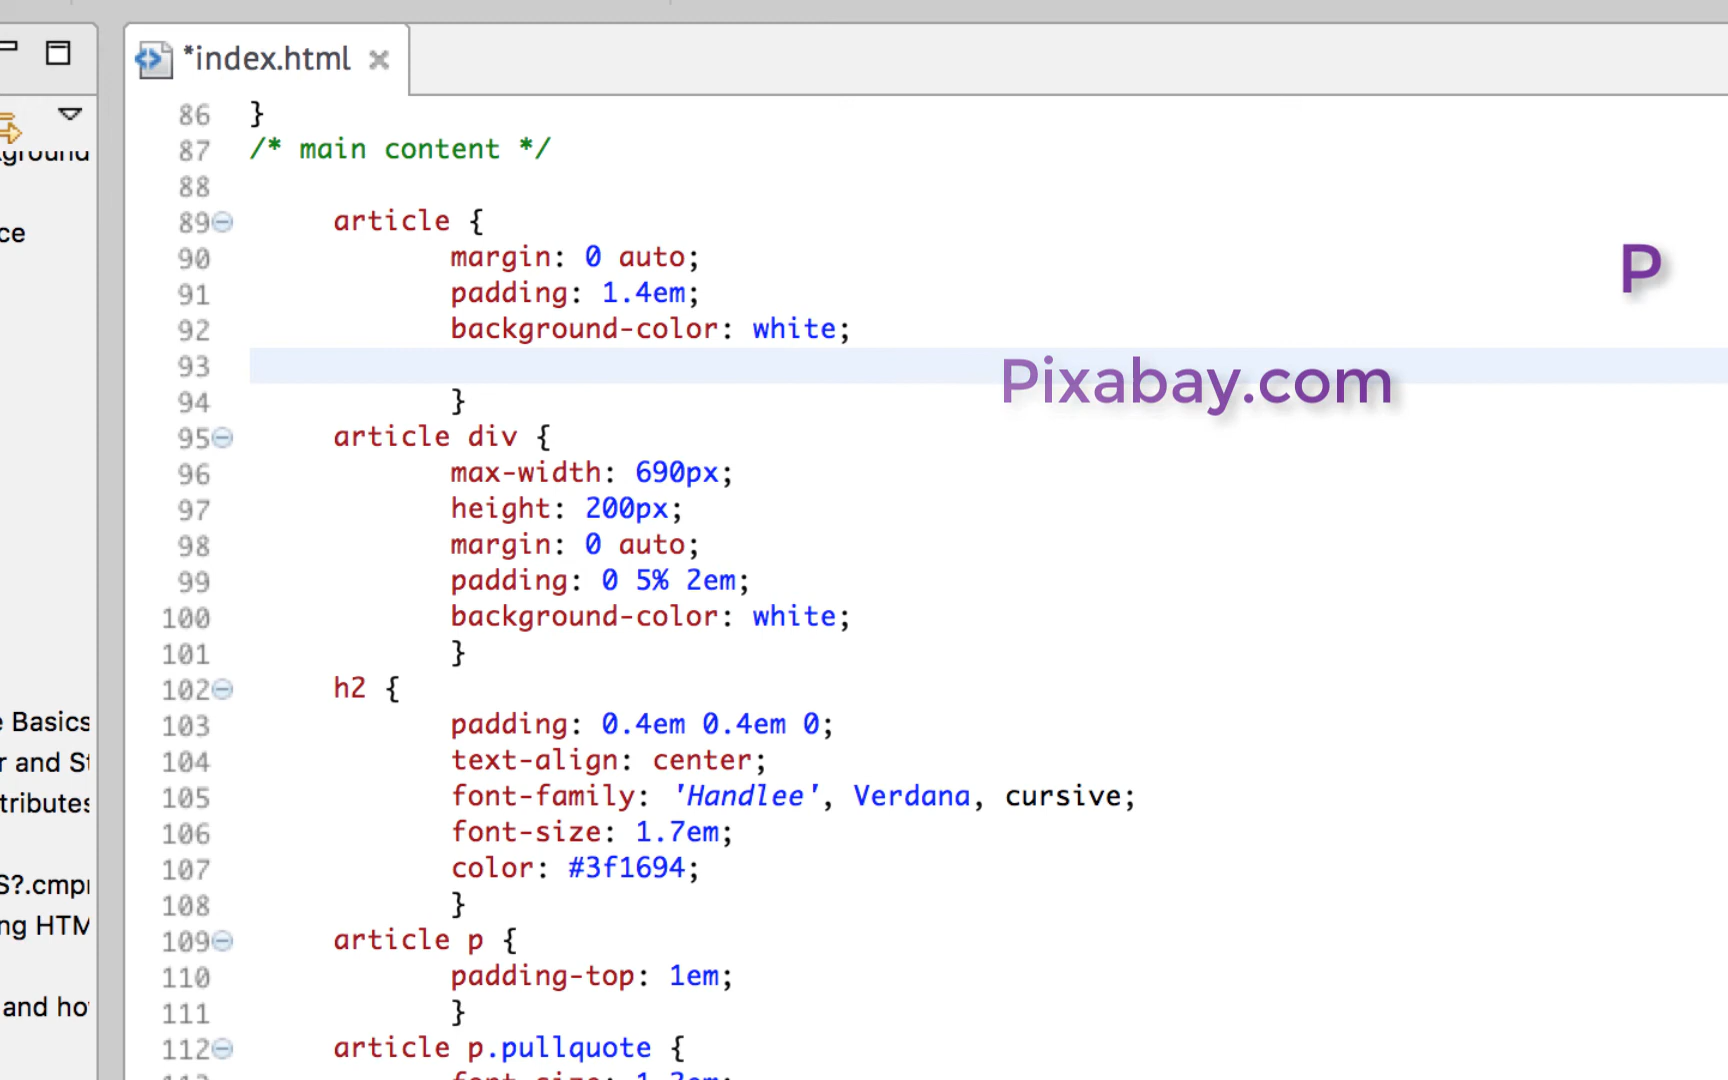 *index.html
86 }
87 /* main content */
88
89 article {
90 margin: 0 auto;
91 padding: 1.4em;
92 background-color: white;
93
94 }
95 article div {
96 max-width: 690px;
97 height: 200px;
98 margin: 0 auto;
99 padding: 0 5% 2em;
100 background-color: white;
101 }
102 h2 {
103 padding: 0.4em 0.4em 0;
104 text-align: center;
105 font-family: 'Handlee', Verdana, cursive;
106 font-size: 1.7em;
107 color: #3f1694;
108 }
109 article p {
110 padding-top: 1em;
111 }
112 article p.pullquote {
P
Pixabay.com
ce
e Basics
r and St
tributes
S?.cmp
ng HTM
and ho